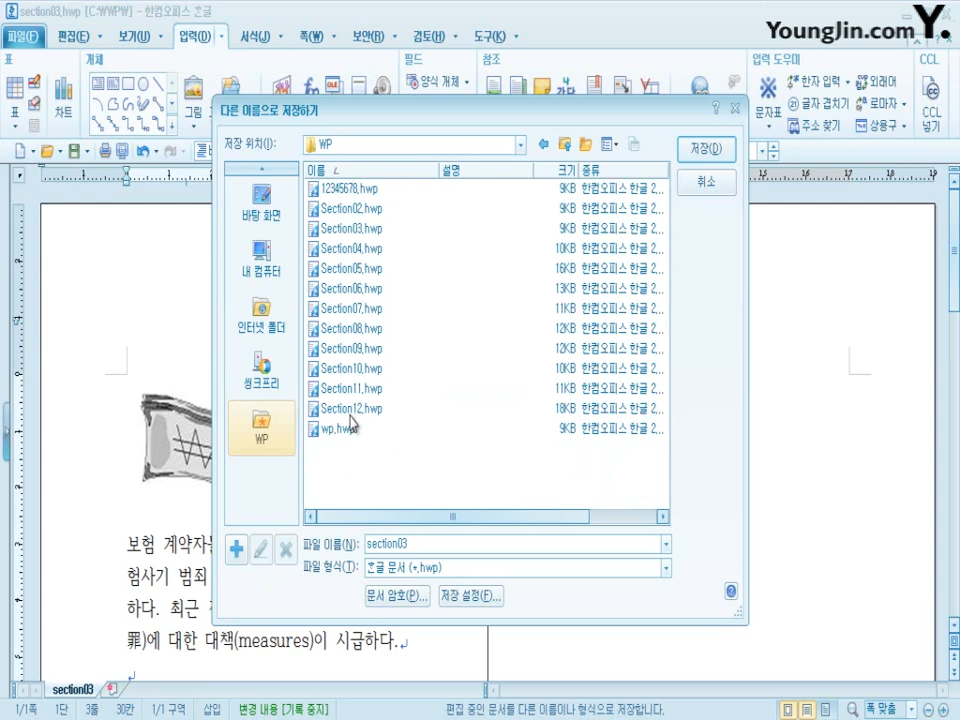 section03.hwp [C:\WWPW] - 한컴오피스 한글
YoungJin.com Y.
파일(F) 편집(E) 보기(U) 입력(D) 서식(J) 쪽(W) 보안(B) 검토(H) 도구(K)
표 개체 필드 참조 입력 도우미 CCL
표 차트 그림 양식 개체 문자표 한자 입력 외래어
글자 겹치기 로마자
주소 찾기 상용구
CCL 넣기
다른 이름으로 저장하기
저장 위치(I): WP 저장(D)
이름 설명 크기 종류 취소
12345678.hwp 9KB 한컴오피스 한글 2...
Section02.hwp 9KB 한컴오피스 한글 2...
Section03.hwp 9KB 한컴오피스 한글 2...
Section04.hwp 10KB 한컴오피스 한글 2...
Section05.hwp 16KB 한컴오피스 한글 2...
Section06.hwp 13KB 한컴오피스 한글 2...
Section07.hwp 11KB 한컴오피스 한글 2...
Section08.hwp 12KB 한컴오피스 한글 2...
Section09.hwp 12KB 한컴오피스 한글 2...
Section10.hwp 10KB 한컴오피스 한글 2...
Section11.hwp 11KB 한컴오피스 한글 2...
Section12.hwp 18KB 한컴오피스 한글 2...
wp.hwp 9KB 한컴오피스 한글 2...
바탕 화면
내 컴퓨터
인터넷 폴더
씽크프리
WP
파일 이름(N): section03
파일 형식(T): 한글 문서 (*.hwp)
문서 암호(P)... 저장 설정(F)...
보험 계약자
험사기 범죄
하다. 최근
罪)에 대한 대책(measures)이 시급하다.
section03
1/1쪽 1단 3줄 30칸 1/1 구역 삽입 변경 내용 [기록 중지] 편집 중인 문서를 다른 이름이나 형식으로 저장합니다. 폭 맞춤